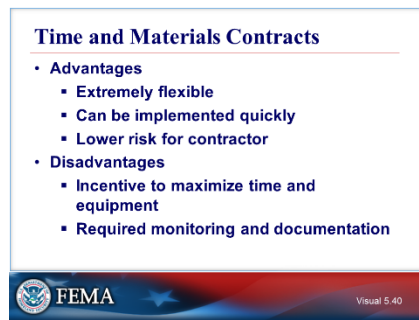 Time and Materials Contracts
• Advantages
▪ Extremely flexible
▪ Can be implemented quickly
▪ Lower risk for contractor
• Disadvantages
▪ Incentive to maximize time and
equipment
▪ Required monitoring and documentation
FEMA
Visual 5.40